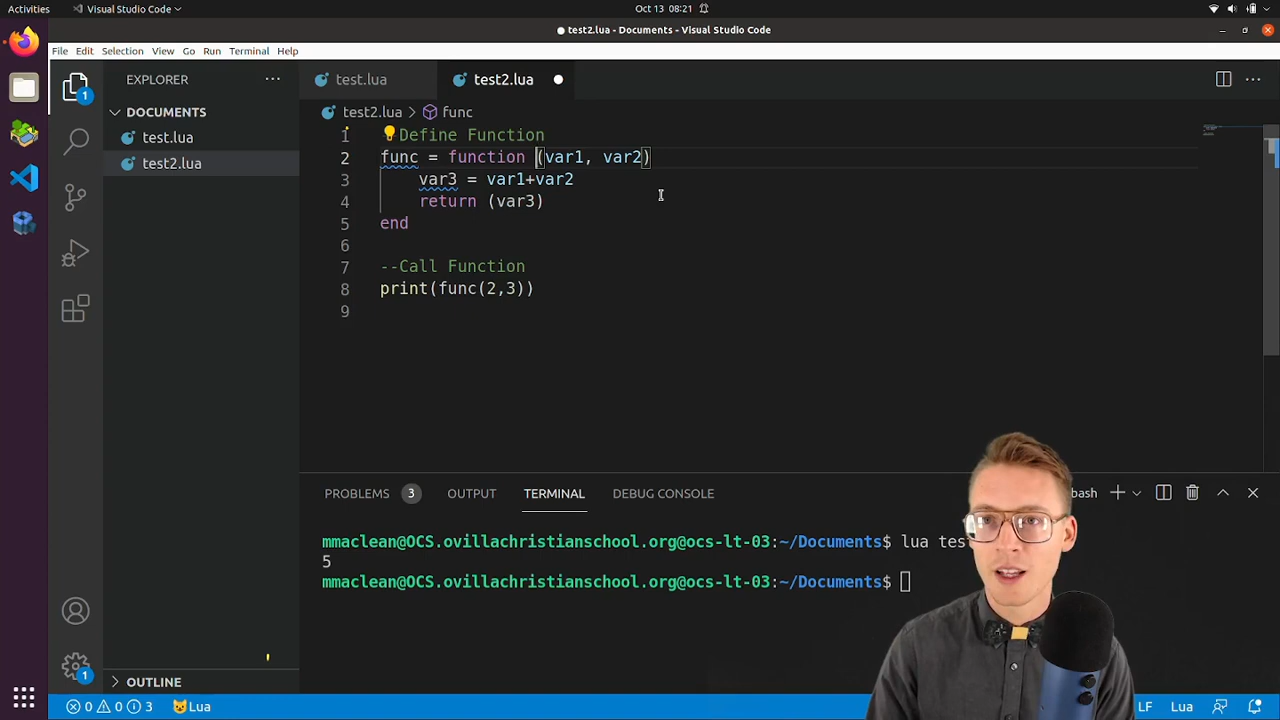 Activities
Visual Studio Code
Oct 13 08:21
test2.lua - Documents - Visual Studio Code
File Edit Selection View Go Run Terminal Help
EXPLORER
test.lua
test2.lua
DOCUMENTS
test.lua
test2.lua
test2.lua > func
1 Define Function
2 func = function (var1, var2)
3 var3 = var1+var2
4 return (var3)
5 end
6
7 --Call Function
8 print(func(2,3))
9
PROBLEMS 3 OUTPUT TERMINAL DEBUG CONSOLE
bash
mmaclean@OCS.ovillachristianschool.org@ocs-lt-03:~/Documents$ lua tes
5
mmaclean@OCS.ovillachristianschool.org@ocs-lt-03:~/Documents$
1
1
OUTLINE
0 0 3 Lua
LF Lua